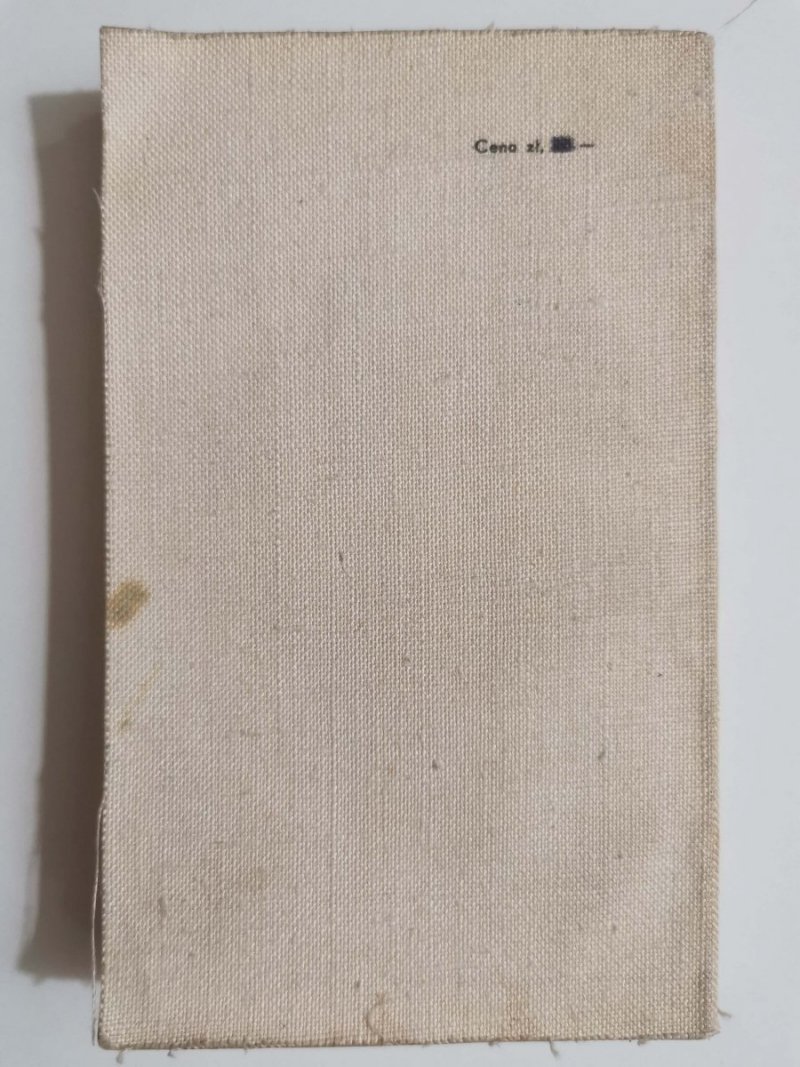 Cena zł, –